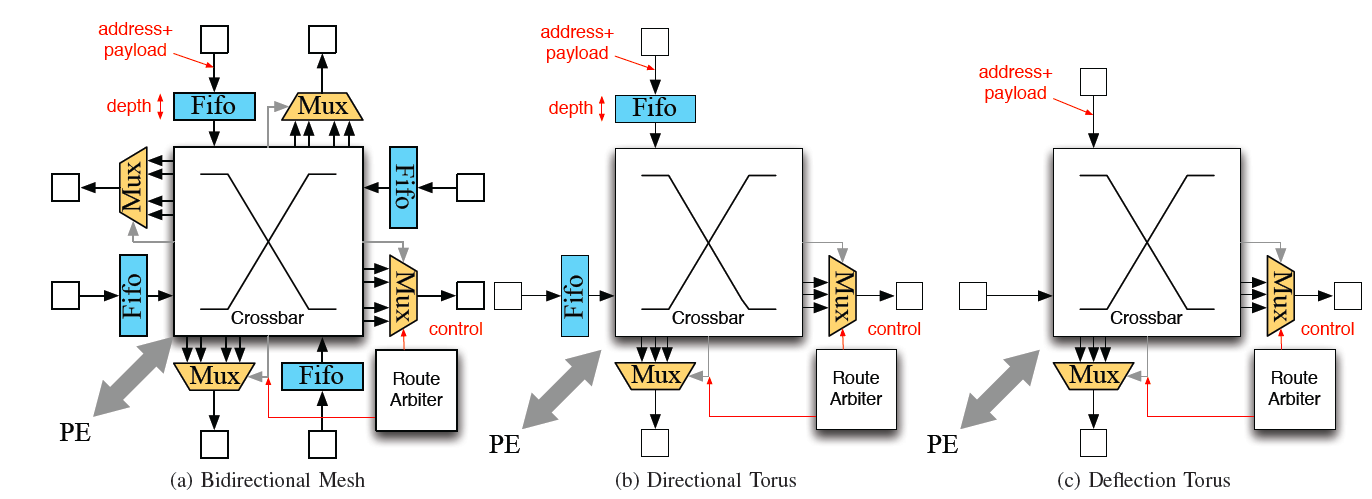 address+
payload
depth
Fifo
Mux
Mux
Fifo
Fifo
Crossbar
Mux
control
Mux
Fifo
Route
Arbiter
PE
(a) Bidirectional Mesh
address+
payload
depth
Fifo
Fifo
Crossbar
Mux
control
Mux
Route
Arbiter
PE
(b) Directional Torus
address+
payload
Crossbar
Mux
control
Mux
Route
Arbiter
PE
(c) Deflection Torus